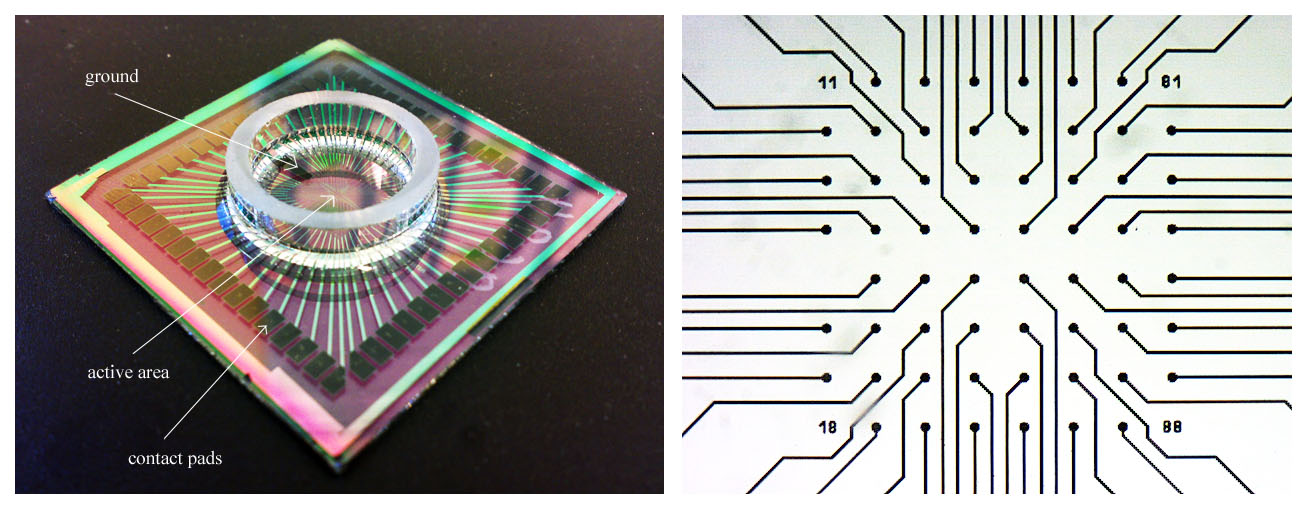 ground
active area
contact pads
11
81
18
88